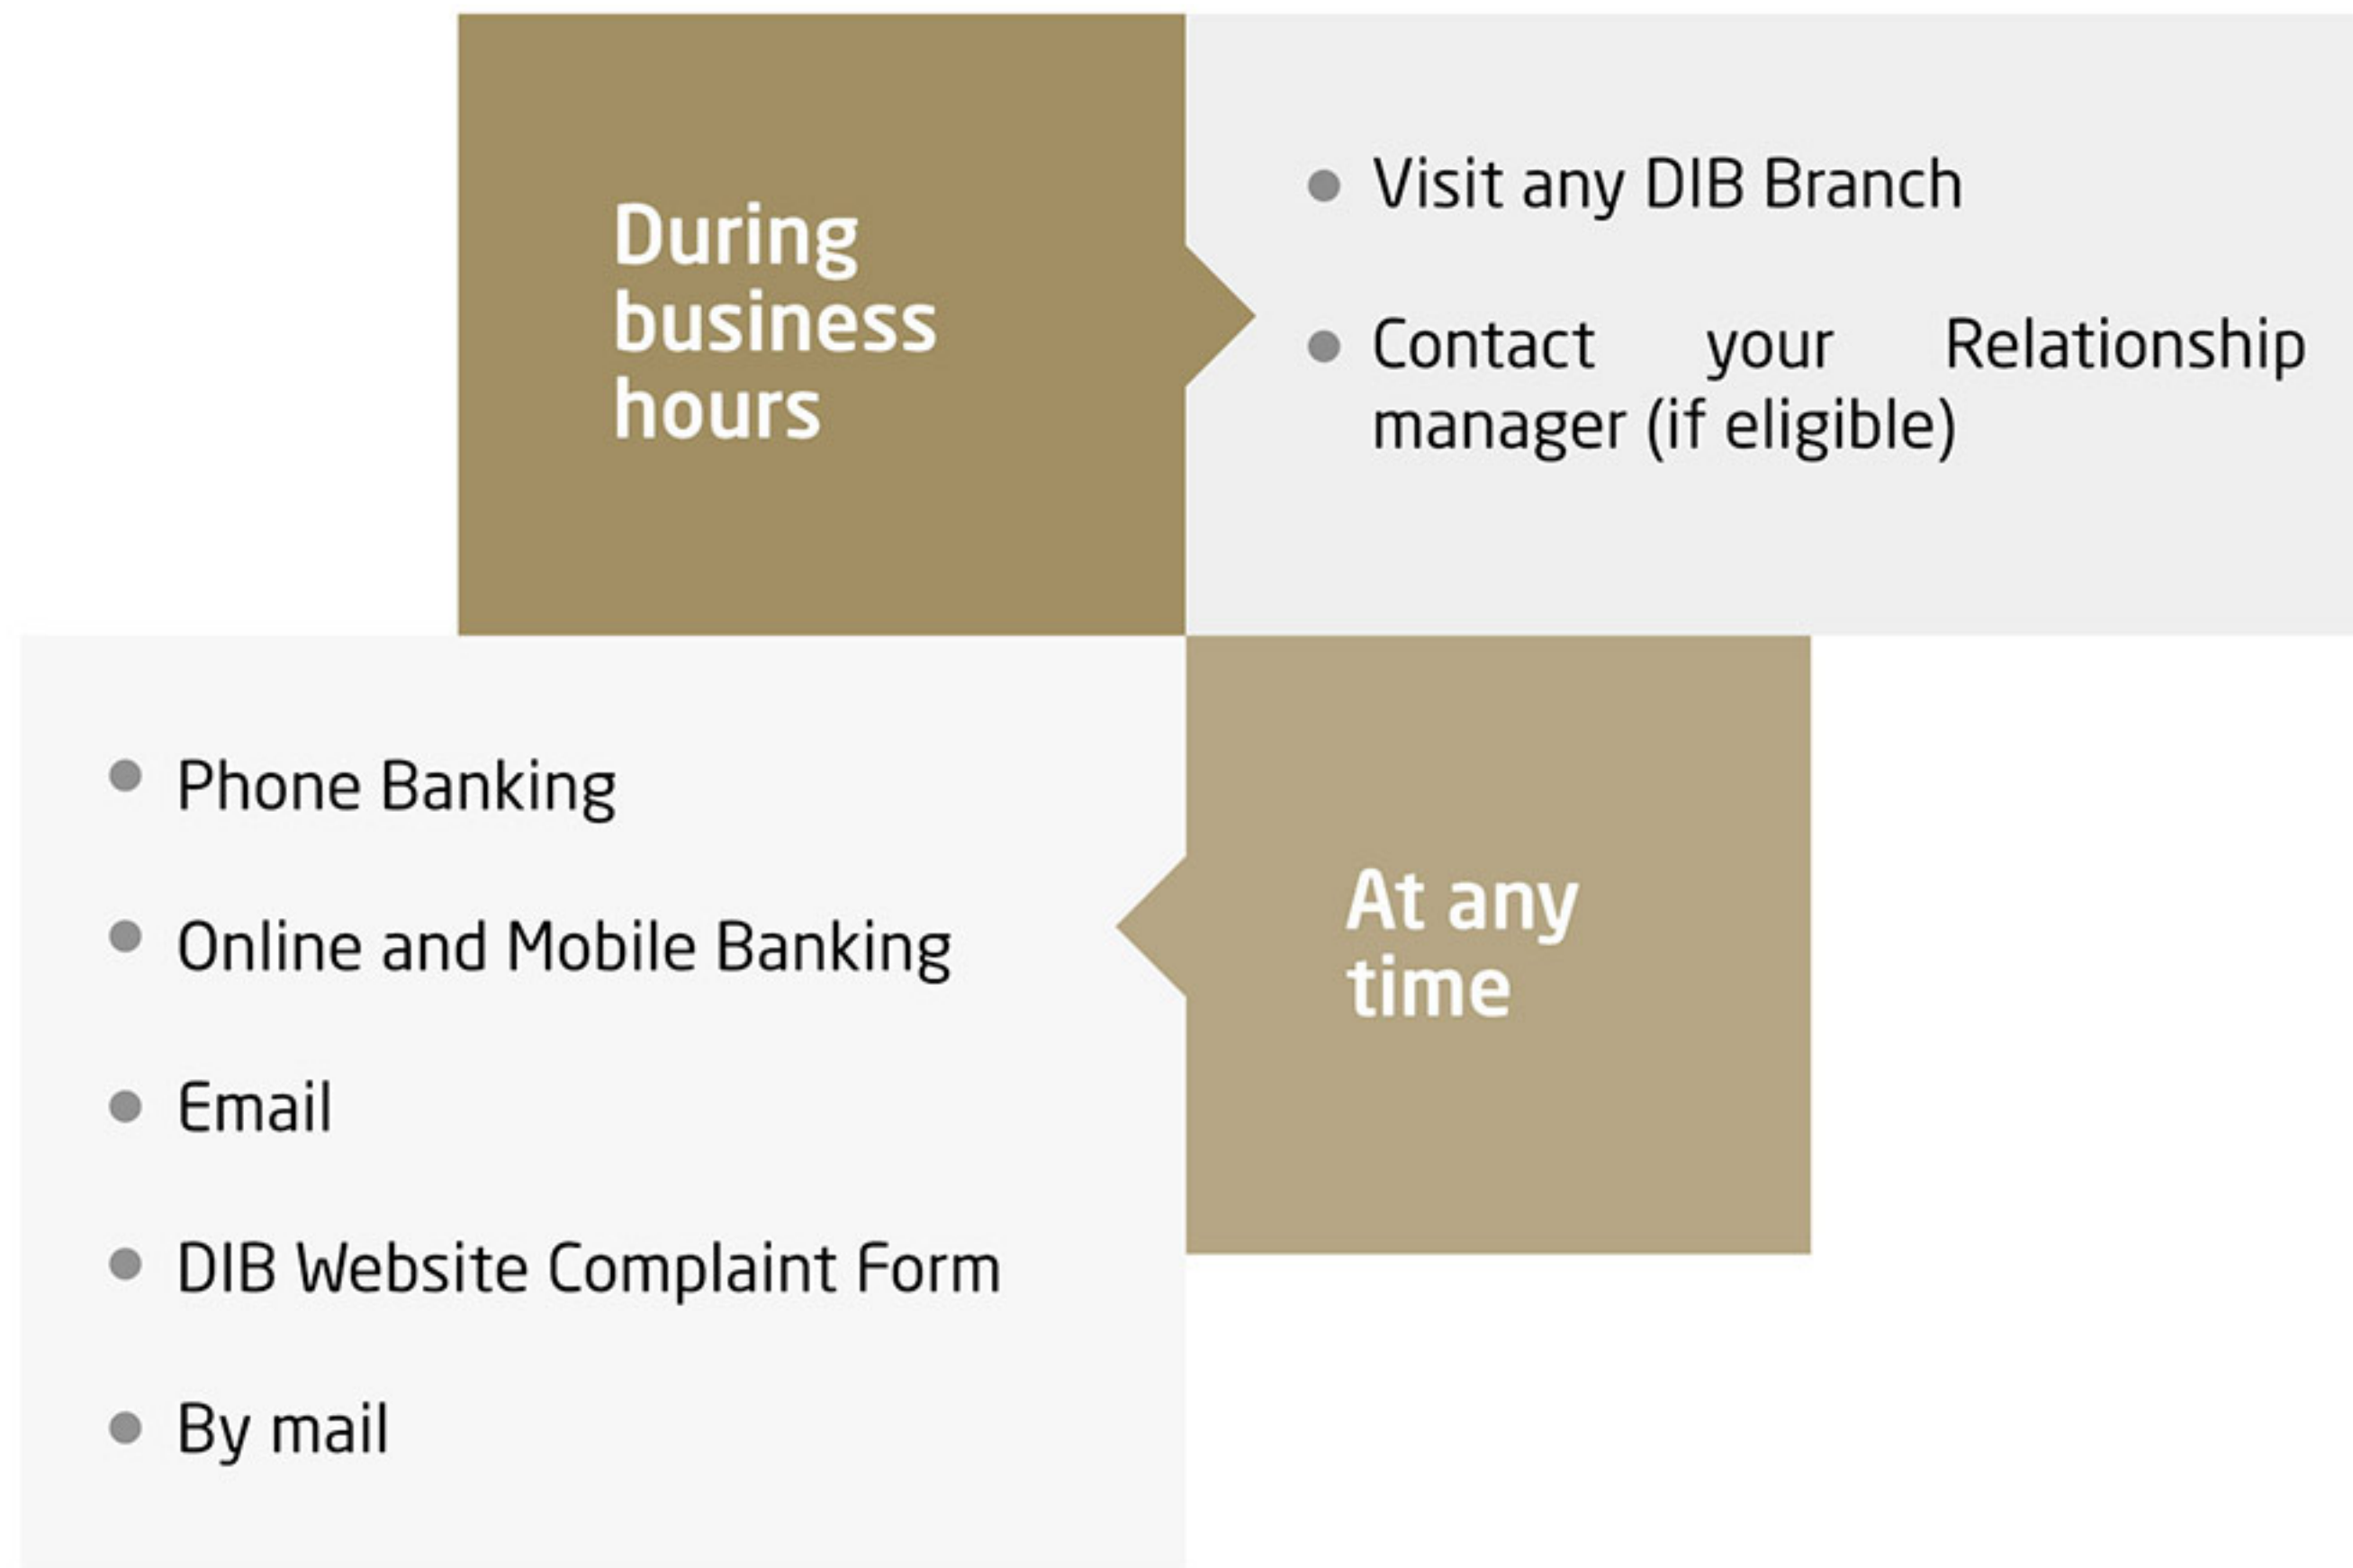 During
business
hours
Visit any DIB Branch
Contact your Relationship
manager (if eligible)
At any
time
Phone Banking
Online and Mobile Banking
Email
DIB Website Complaint Form
By mail